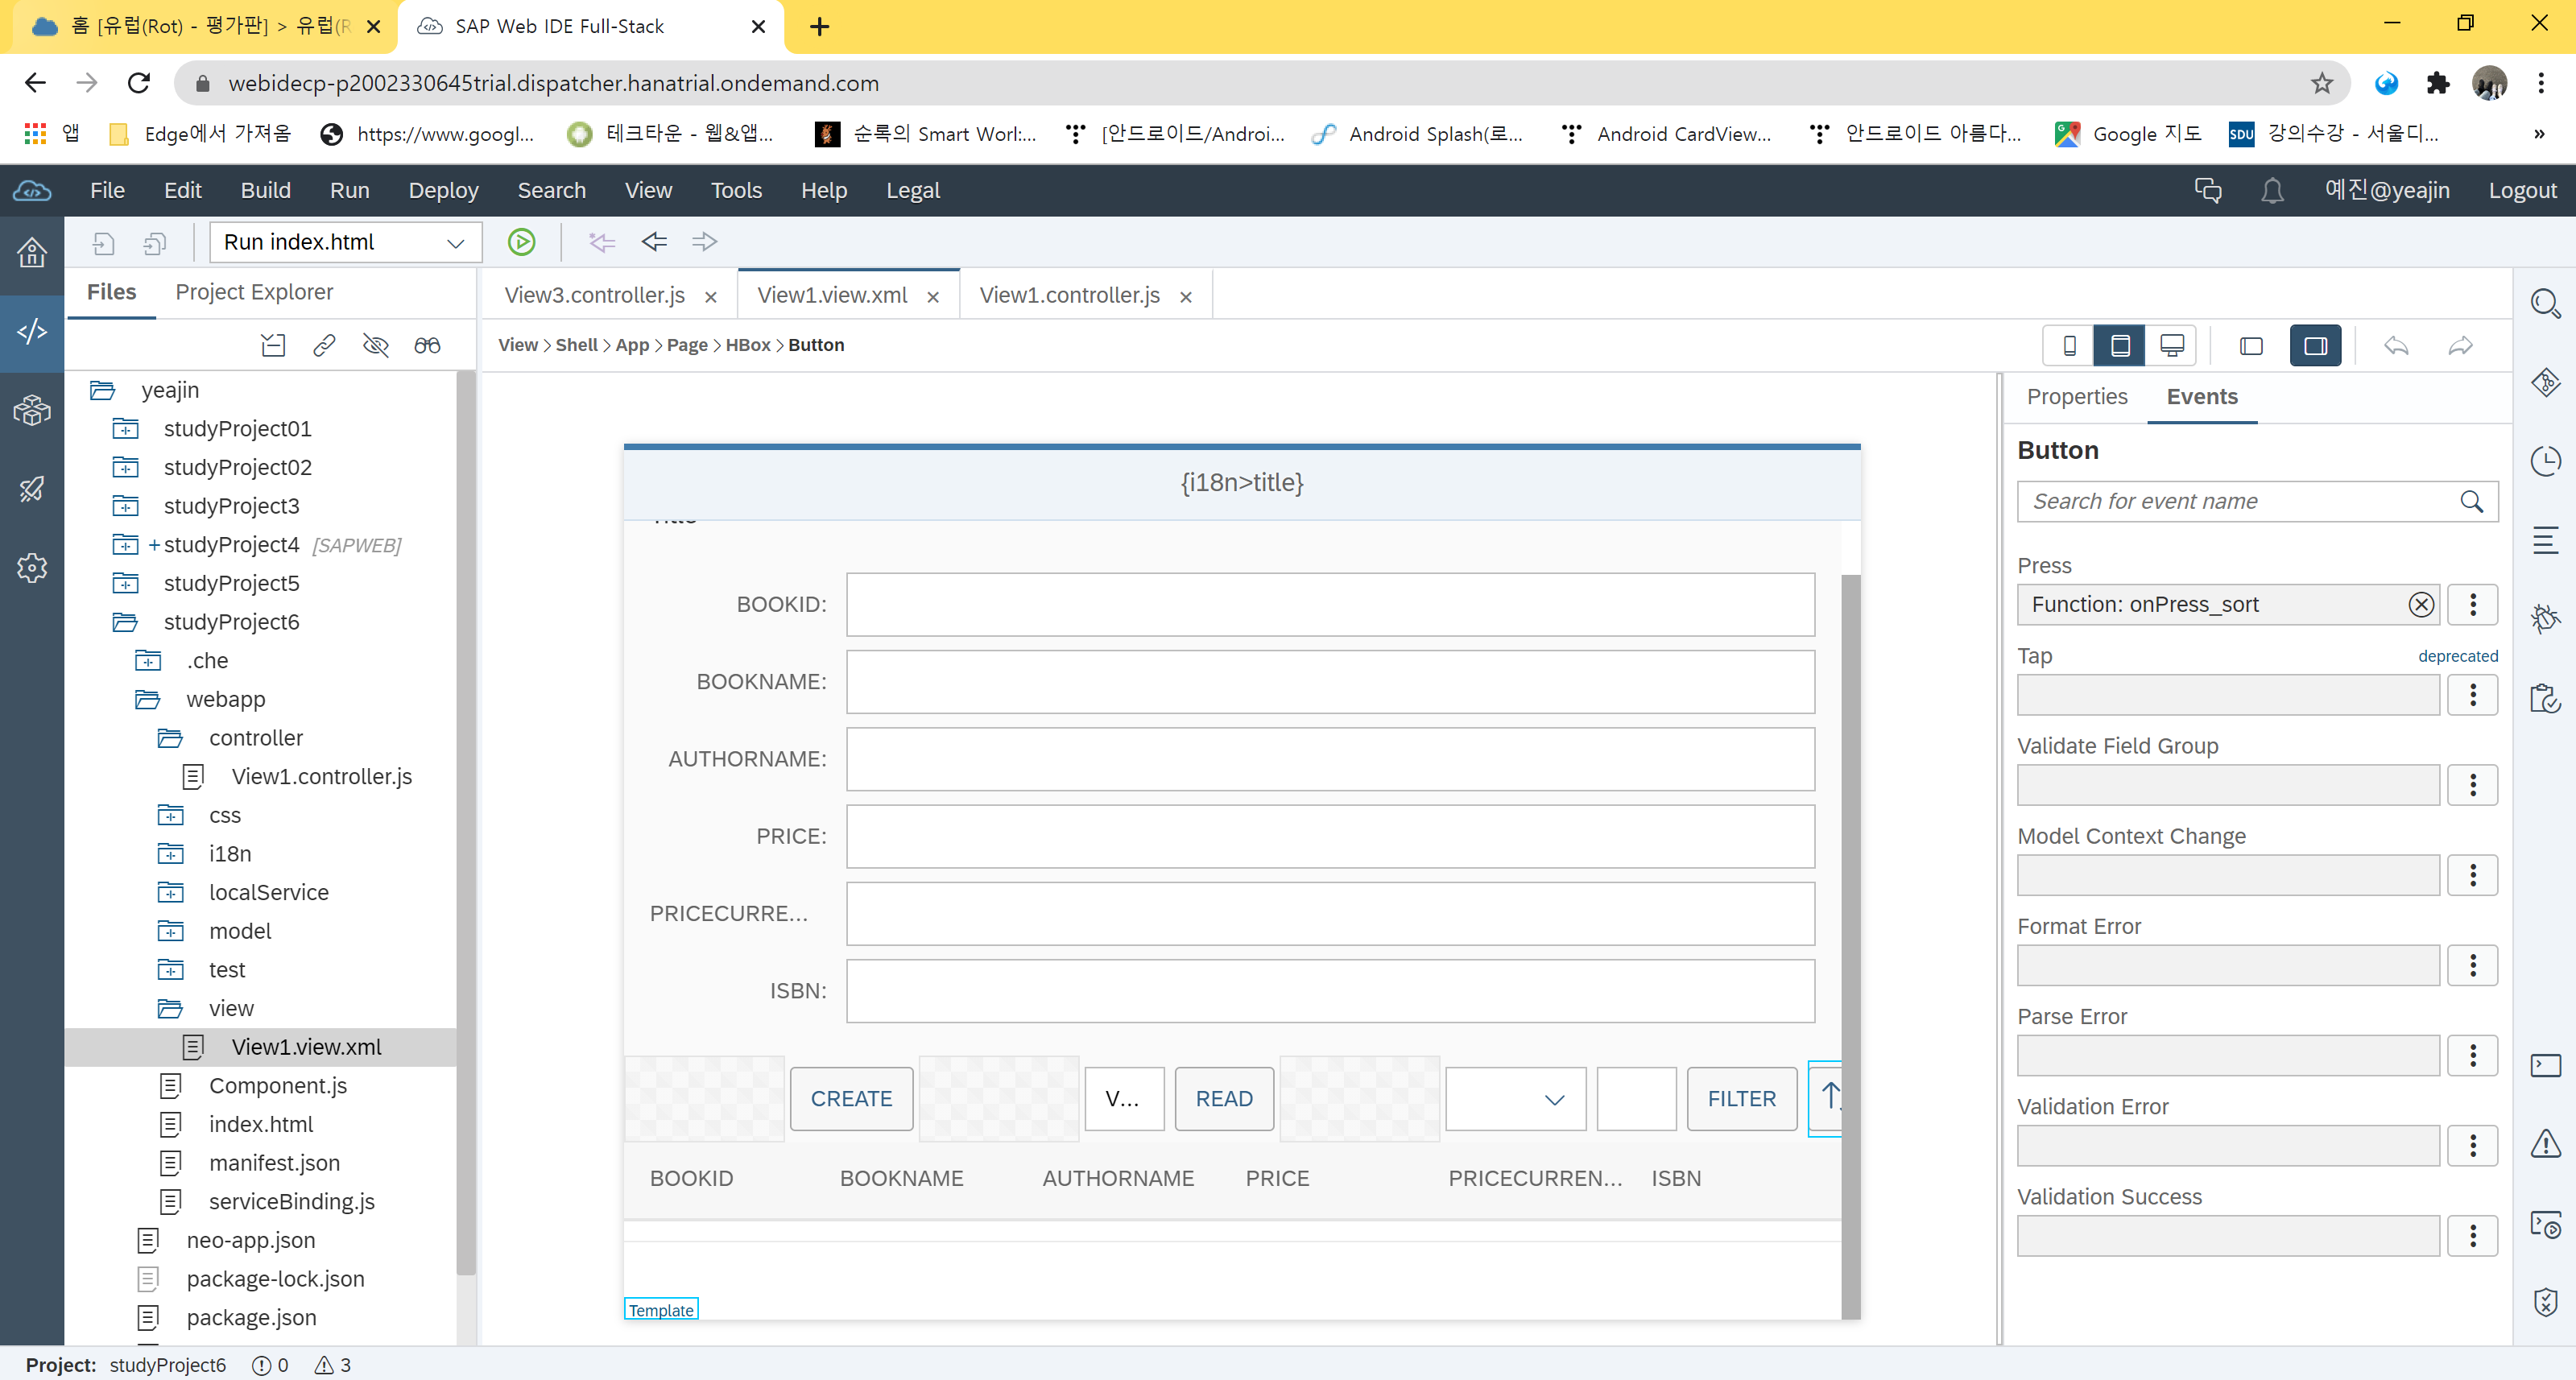 홈 [유럽(Rot) - 평가판] > 유럽(R
SAP Web IDE Full-Stack
webidecp-p2002330645trial.dispatcher.hanatrial.ondemand.com
앱
Edge에서 가져옴
https://www.googl...
테크타운 - 웹&앱...
순록의 Smart Worl:...
[안드로이드/Androi...
Android Splash(로...
Android CardView...
안드로이드 아름다...
Google 지도
SDU
강의수강 - 서울디...
»
File
Edit
Build
Run
Deploy
Search
View
Tools
Help
Legal
예진@yeajin
Logout
Run index.html
Files
Project Explorer
View3.controller.js
View1.view.xml
View1.controller.js
View > Shell > App > Page > HBox > Button
yeajin
studyProject01
studyProject02
studyProject3
+ studyProject4 [SAPWEB]
studyProject5
studyProject6
.che
webapp
controller
View1.controller.js
css
i18n
localService
model
test
view
View1.view.xml
Component.js
index.html
manifest.json
serviceBinding.js
neo-app.json
package-lock.json
package.json
{i18n>title}
Title
BOOKID:
BOOKNAME:
AUTHORNAME:
PRICE:
PRICECURRE...
ISBN:
CREATE
V...
READ
FILTER
BOOKID
BOOKNAME
AUTHORNAME
PRICE
PRICECURREN...
ISBN
Template
Properties
Events
Button
Search for event name
Press
Function: onPress_sort
Tap
deprecated
Validate Field Group
Model Context Change
Format Error
Parse Error
Validation Error
Validation Success
Project: studyProject6
0
3